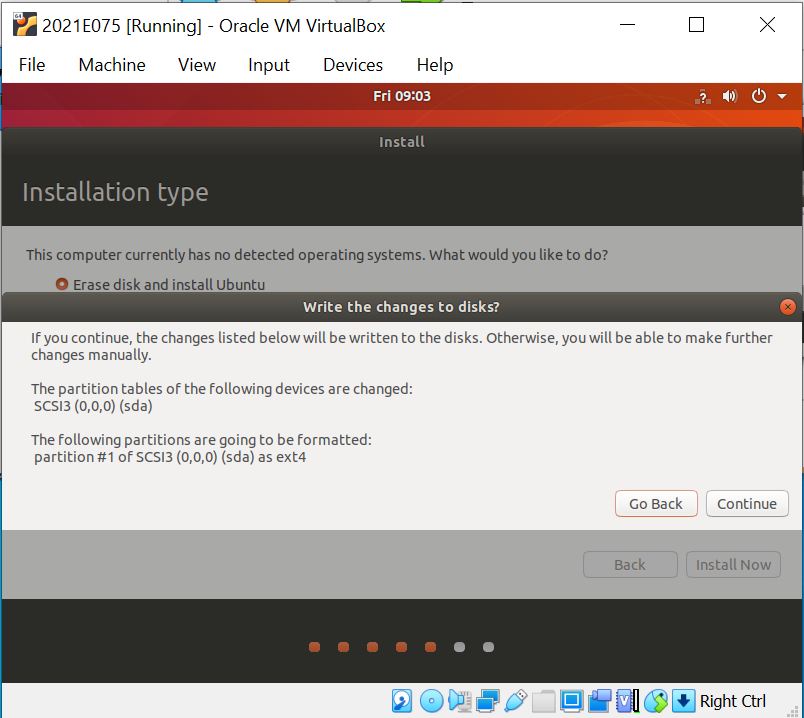 2021E075 [Running] - Oracle VM VirtualBox
File Machine View Input Devices Help
Fri 09:03
Install
Installation type
This computer currently has no detected operating systems. What would you like to do?
Erase disk and install Ubuntu
Write the changes to disks?
If you continue, the changes listed below will be written to the disks. Otherwise, you will be able to make further
changes manually.
The partition tables of the following devices are changed:
SCSI3 (0,0,0) (sda)
The following partitions are going to be formatted:
partition #1 of SCSI3 (0,0,0) (sda) as ext4
Go Back Continue
Back Install Now
Right Ctrl